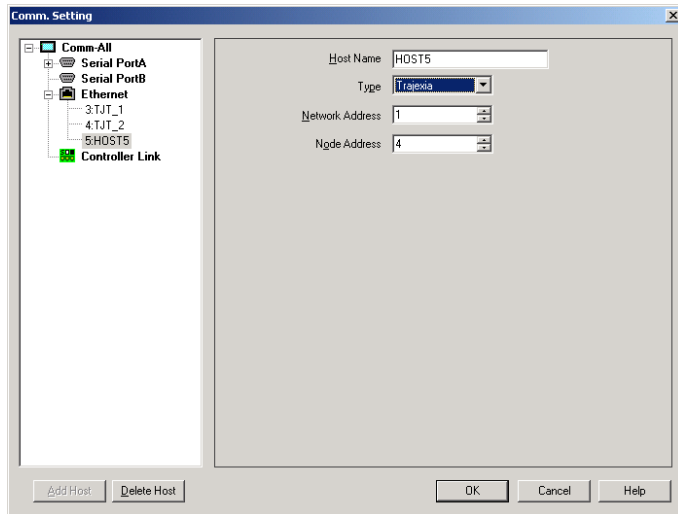 Comm. Setting
Comm-All
Serial PortA
Serial PortB
Ethernet
3:TJT_1
4:TJT_2
5:HOST5
Controller Link
Host Name HOST5
Type Trajexia
Network Address 1
Node Address 4
Add Host Delete Host OK Cancel Help